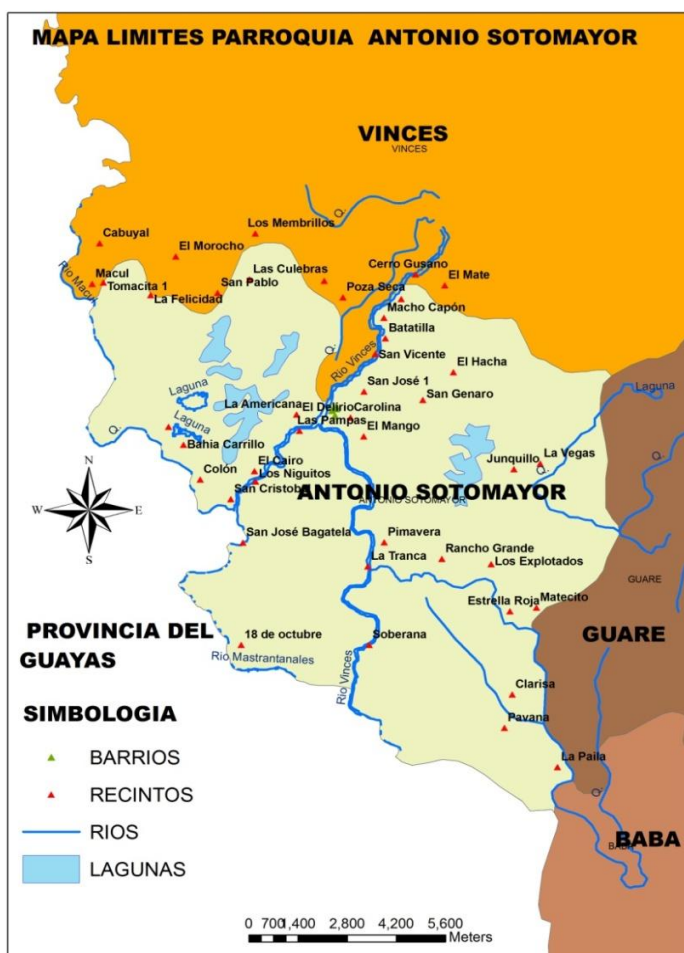 MAPA LIMITES PARROQUIA ANTONIO SOTOMAYOR
VINCES
VINCES
Q.
Los Membrillos
Cabuyal
El Morocho
Las Culebras
Cerro Gusano
Rio Macul
Macul
Tomacita 1
San Pablo
El Mate
La Felicidad
Poza Seca
Macho Capón
Batatilla
Q.
Rio Vinces
San Vicente
El Hacha
Laguna
San José 1
Laguna
La Americana
El Delirio
Carolina
San Genaro
Q.
Laguna
Las Pampas
El Mango
Bahia Carrillo
Q.
El Cairo
Junquillo
La Vegas
Q.
Colón
Los Niguitos
N
San Cristobal
ANTONIO SOTOMAYOR
ANTONIO SOTOMAYOR
W
E
S
San José Bagatela
Pimavera
La Tranca
Rancho Grande
Los Explotados
GUARE
Estrella Roja
Matecito
PROVINCIA DEL
GUAYAS
18 de octubre
Soberana
GUARE
Rio Mastrantanales
Rio Vinces
Clarisa
SIMBOLOGIA
Pavana
BARRIOS
La Paila
RECINTOS
Q.
RIOS
BABA
BABA
LAGUNAS
0 700 1,400 2,800 4,200 5,600
Meters